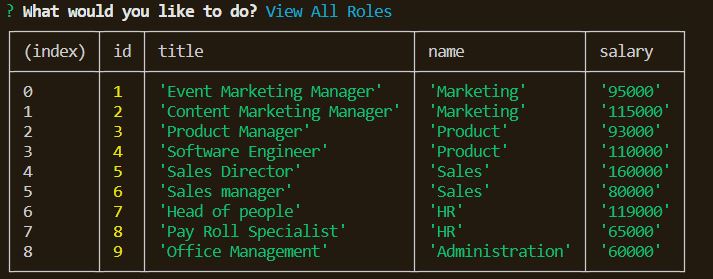 ? What would you like to do? View All Roles
(index) id title name salary
0 1 'Event Marketing Manager' 'Marketing' '95000'
1 2 'Content Marketing Manager' 'Marketing' '115000'
2 3 'Product Manager' 'Product' '93000'
3 4 'Software Engineer' 'Product' '110000'
4 5 'Sales Director' 'Sales' '160000'
5 6 'Sales manager' 'Sales' '80000'
6 7 'Head of people' 'HR' '119000'
7 8 'Pay Roll Specialist' 'HR' '65000'
8 9 'Office Management' 'Administration' '60000'